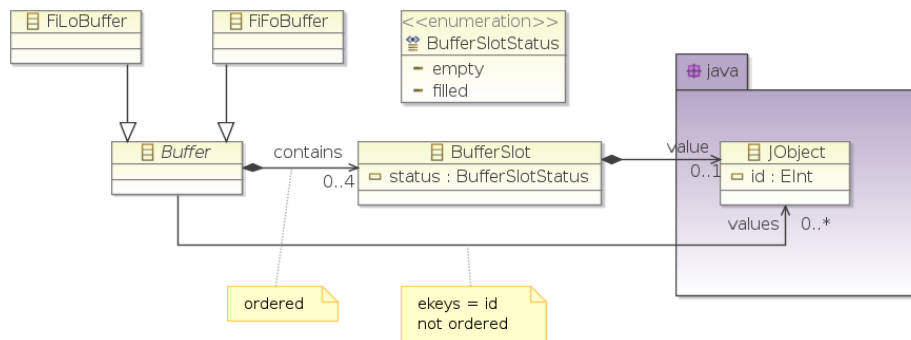 FiLoBuffer
FiFoBuffer
<<enumeration>>
BufferSlotStatus
empty
filled
java
Buffer
contains
0..4
BufferSlot
status : BufferSlotStatus
value
0..1
JObject
id : EInt
values
0..*
ordered
ekeys = id
not ordered